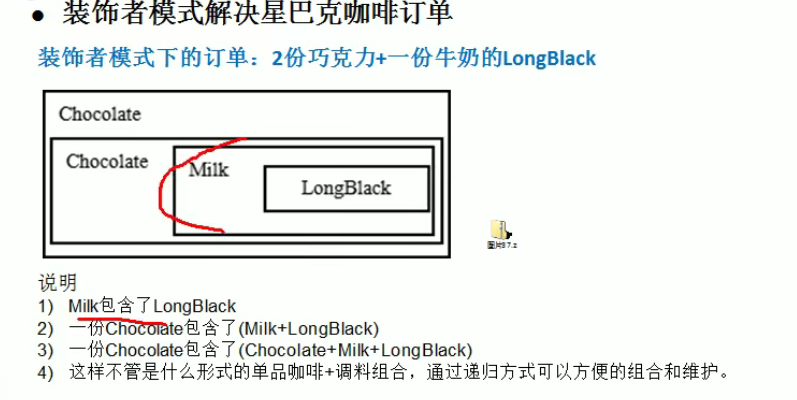 ● 装饰者模式解决星巴克咖啡订单
装饰者模式下的订单：2份巧克力+一份牛奶的LongBlack
Chocolate
Chocolate
Milk
LongBlack
说明
1) Milk包含了LongBlack
2) 一份Chocolate包含了(Milk+LongBlack)
3) 一份Chocolate包含了(Chocolate+Milk+LongBlack)
4) 这样不管是什么形式的单品咖啡+调料组合，通过递归方式可以方便的组合和维护。